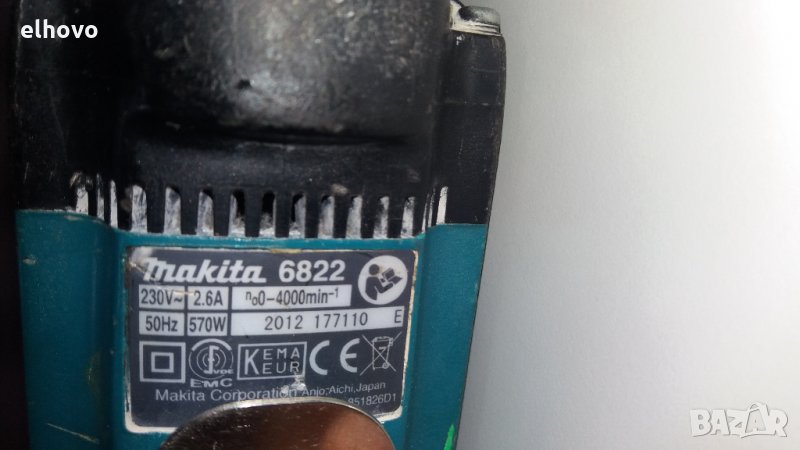 elhovo
makita 6822
230V~ 2.6A n₀0-4000min⁻¹
50Hz 570W 2012 177110 E
VDE
EMC
KEMA
KEUR
CE
Makita Corporation Anjo,Aichi,Japan
851826D1
BAZAR